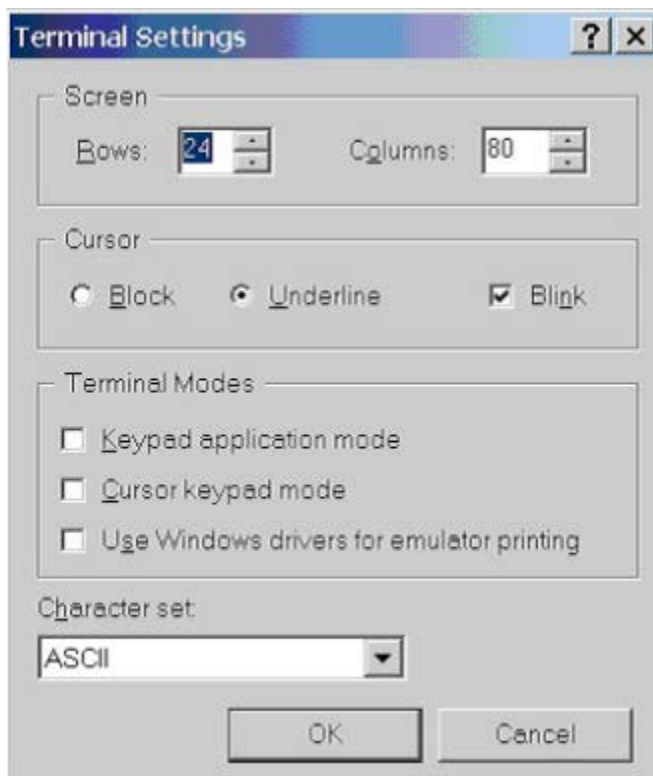 Terminal Settings
Screen
Rows: 24 Columns: 80
Cursor
Block Underline Blink
Terminal Modes
Keypad application mode
Cursor keypad mode
Use Windows drivers for emulator printing
Character set:
ASCII
OK Cancel